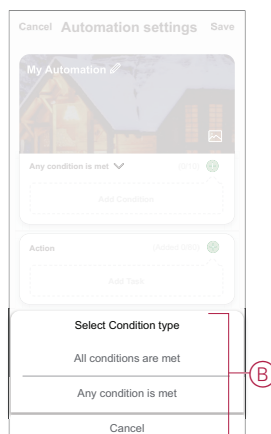 Cancel Automation settings Save
My Automation
Any condition is met
Add Condition
Action
Add Task
Select Condition type
All conditions are met
Any condition is met
B
Cancel